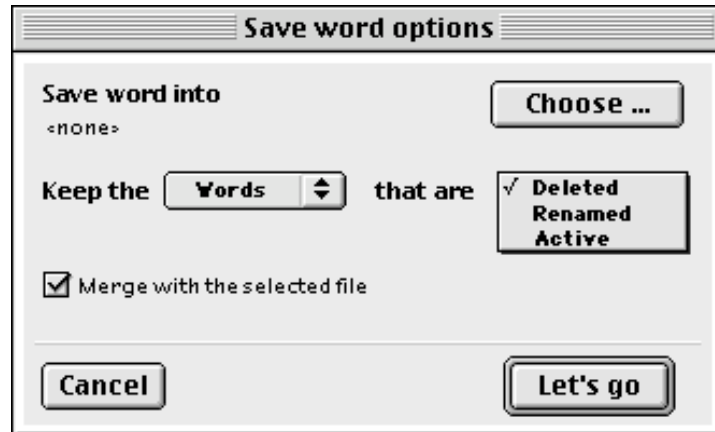 Save word options
Save word into
Choose ...
<none>
Keep the Words that are √ Deleted
Renamed
Active
Merge with the selected file
Cancel
Let's go